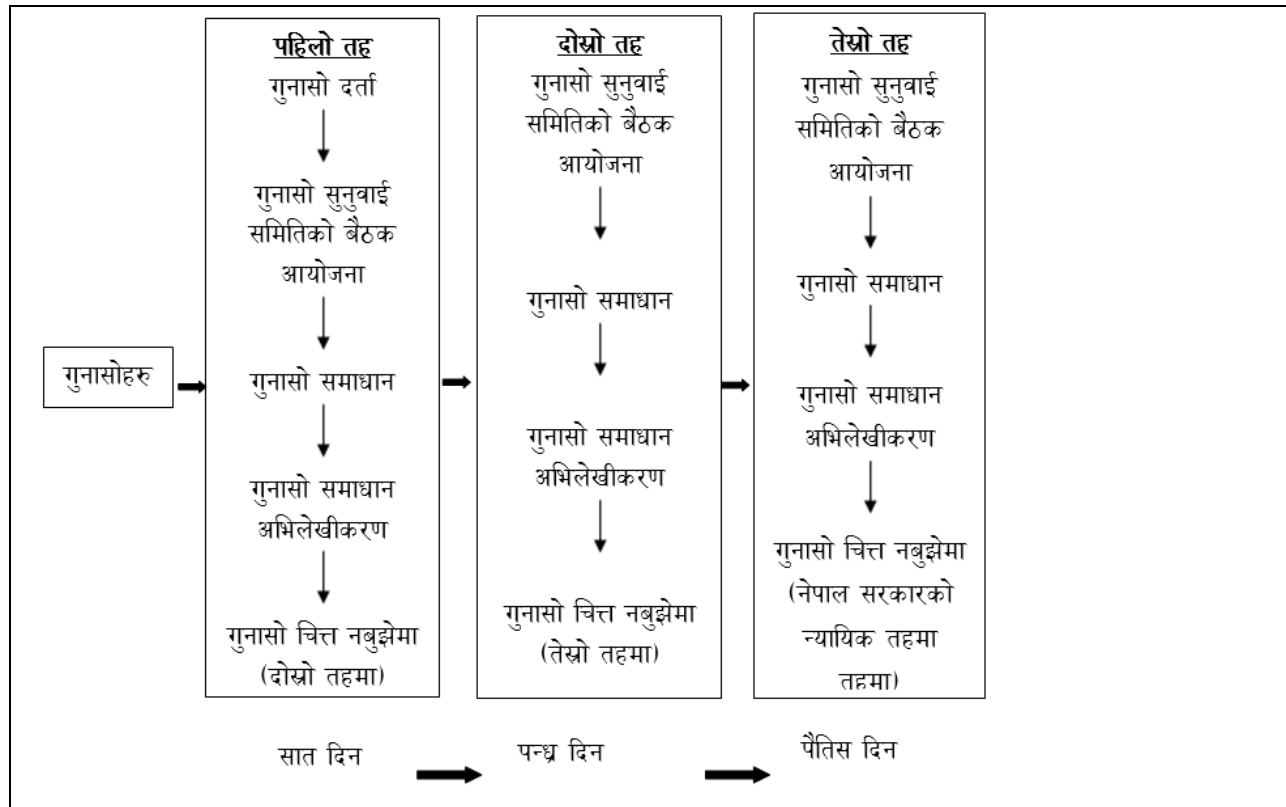 गुनासोहरु
पहिलो तह
गुनासो दर्ता
गुनासो सुनुवाई
समितिको बैठक
आयोजना
गुनासो समाधान
गुनासो समाधान
अभिलेखीकरण
गुनासो चित्त नबुझेमा
(दोस्रो तहमा)
दोस्रो तह
गुनासो सुनुवाई
समितिको बैठक
आयोजना
गुनासो समाधान
गुनासो समाधान
अभिलेखीकरण
गुनासो चित्त नबुझेमा
(तेस्रो तहमा)
तेस्रो तह
गुनासो सुनुवाई
समितिको बैठक
आयोजना
गुनासो समाधान
गुनासो समाधान
अभिलेखीकरण
गुनासो चित्त नबुझेमा
(नेपाल सरकारको
न्यायिक तहमा
तहमा)
सात दिन
पन्ध्र दिन
पैतिस दिन